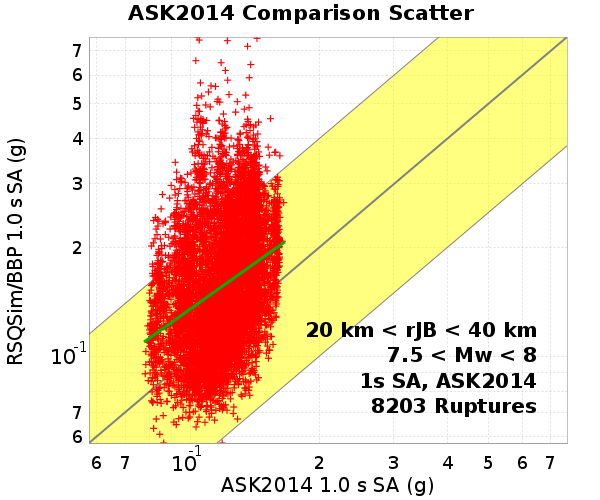 ASK2014 Comparison Scatter
RSQSim/BBP 1.0 s SA (g)
7
6
5
4
3
2
10^-1
7
6
20 km < rJB < 40 km
7.5 < Mw < 8
1s SA, ASK2014
8203 Ruptures
6 7 10^-1 2 3 4 5 6 7
ASK2014 1.0 s SA (g)